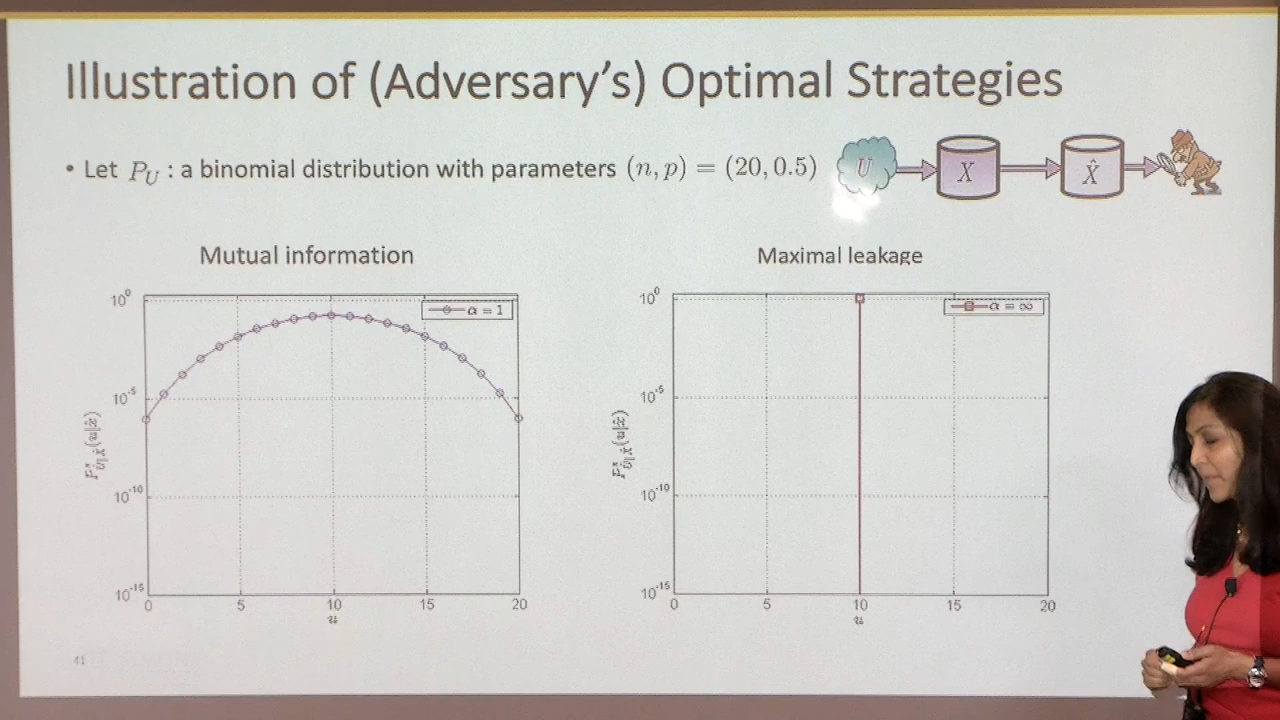 Illustration of (Adversary's) Optimal Strategies
• Let P_U : a binomial distribution with parameters (n, p) = (20, 0.5)
U X X̂
Mutual information
10^0
α = 1
10^-5
10^-10
10^-15
0 5 10 15 20
u
Maximal leakage
10^0
α = ∞
10^-5
10^-10
10^-15
0 5 10 15 20
u
41